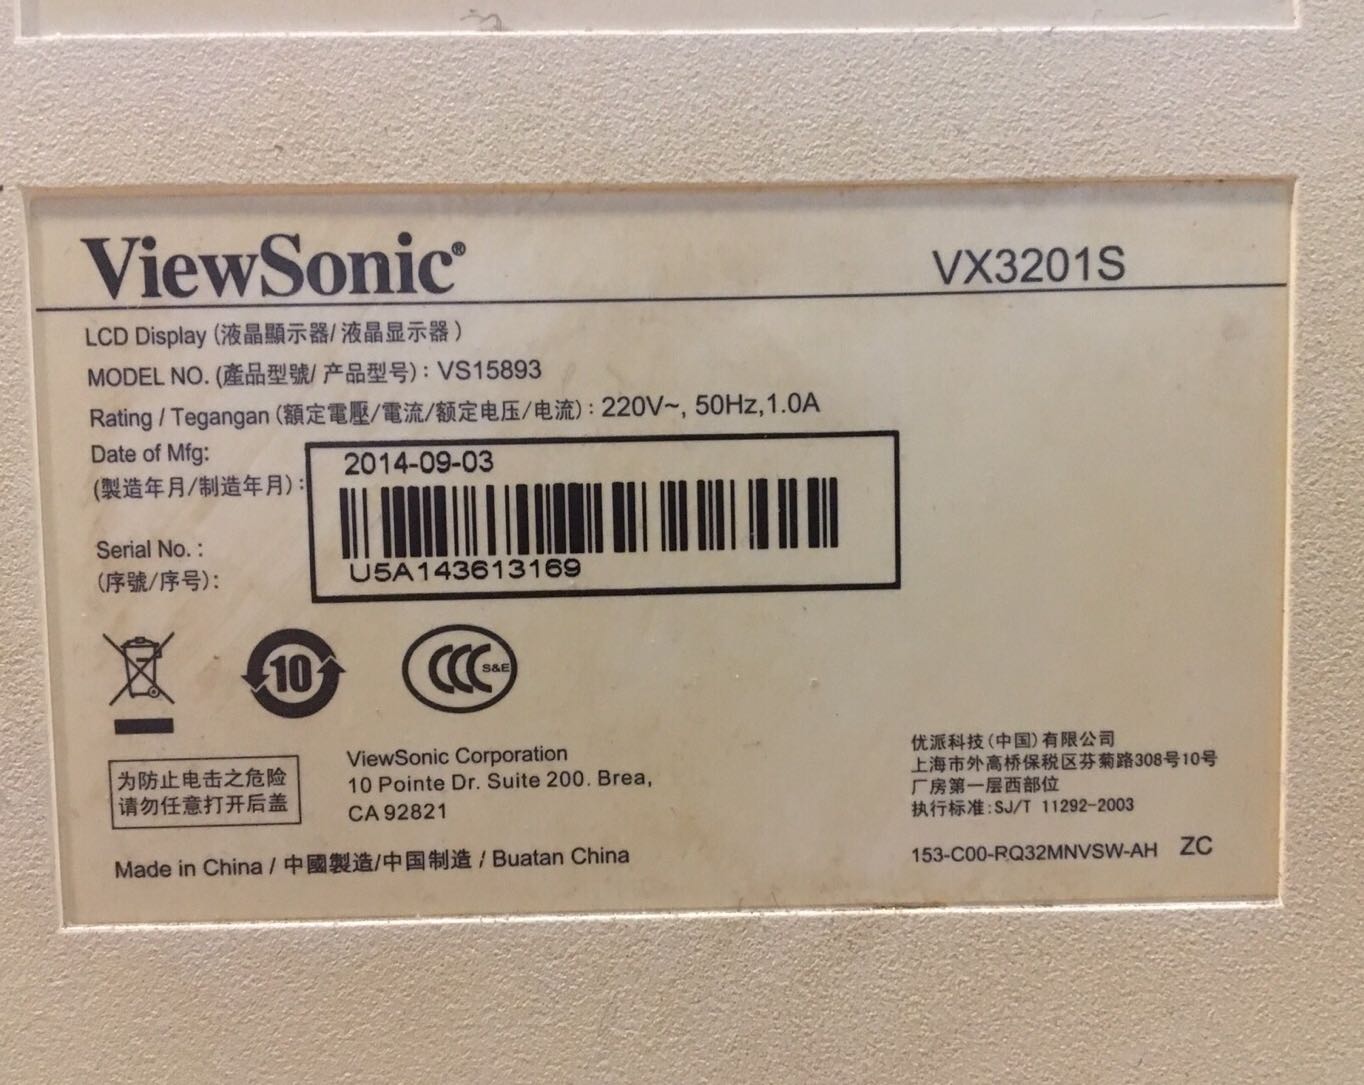 ViewSonic®
VX3201S
LCD Display (液晶顯示器/ 液晶显示器 )
MODEL NO. (產品型號/ 产品型号) : VS15893
Rating / Tegangan (額定電壓/電流/额定电压/电流) : 220V~, 50Hz,1.0A
Date of Mfg:
(製造年月/制造年月) :
2014-09-03
Serial No. :
(序號/序号):
U5A143613169
10
CCC S&E
为防止电击之危险
请勿任意打开后盖
ViewSonic Corporation
10 Pointe Dr. Suite 200. Brea,
CA 92821
优派科技(中国)有限公司
上海市外高桥保税区芬菊路308号10号
厂房第一层西部位
执行标准:SJ/T 11292-2003
Made in China / 中國製造/中国制造 / Buatan China
153-C00-RQ32MNVSW-AH ZC